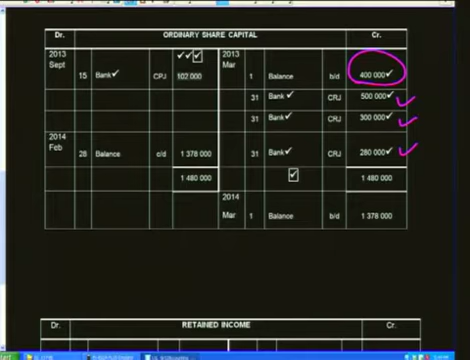 Dr. ORDINARY SHARE CAPITAL Cr.
2013 2013
Sept Mar
15 Bank CPJ 102 000 1 Balance b/d 400 000
31 Bank CRJ 500 000
31 Bank CRJ 300 000
2014
Feb
28 Balance c/d 1 378 000 31 Bank CRJ 280 000
1 480 000 1 480 000
2014
Mar 1 Balance b/d 1 378 000
Dr. RETAINED INCOME Cr.